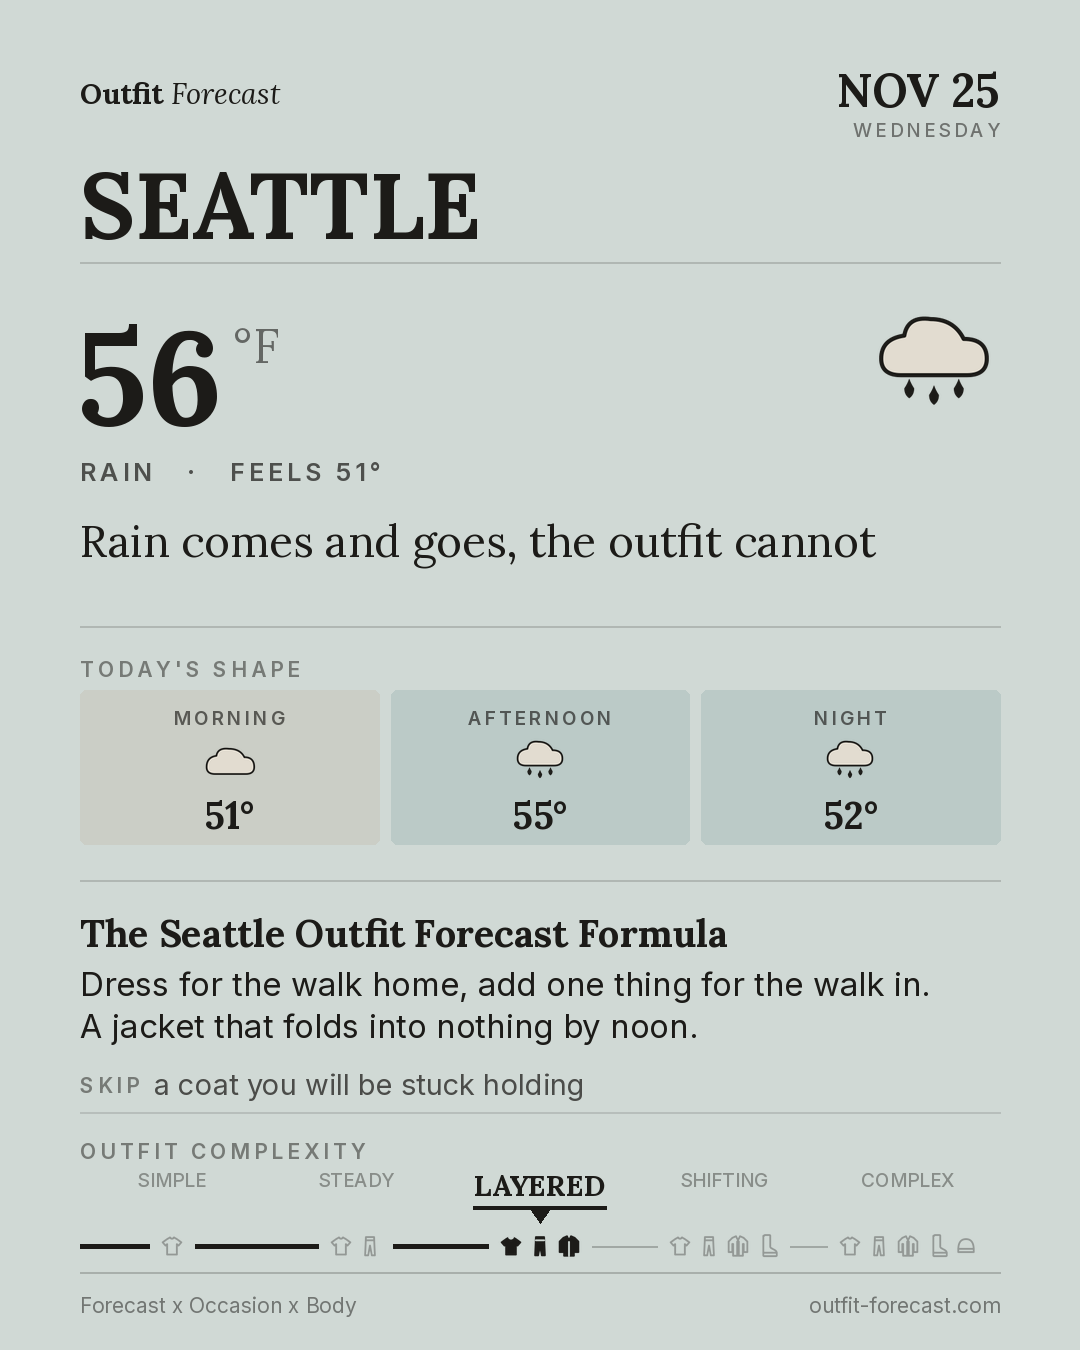 Outfit Forecast
NOV 25
WEDNESDAY
SEATTLE
56 °F
RAIN · FEELS 51°
Rain comes and goes, the outfit cannot
TODAY'S SHAPE
MORNING
51°
AFTERNOON
55°
NIGHT
52°
The Seattle Outfit Forecast Formula
Dress for the walk home, add one thing for the walk in.
A jacket that folds into nothing by noon.
SKIP a coat you will be stuck holding
OUTFIT COMPLEXITY
SIMPLE STEADY LAYERED SHIFTING COMPLEX
Forecast x Occasion x Body
outfit-forecast.com